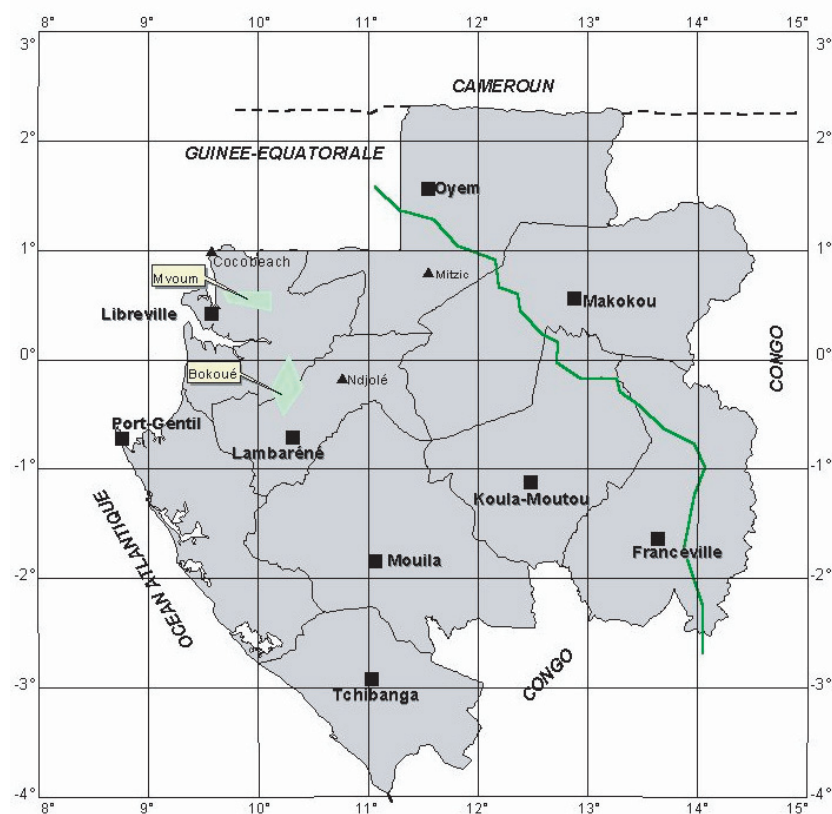 8° 9° 10° 11° 12° 13° 14° 15°
3° 3°
CAMEROUN
2° 2°
GUINEE-EQUATORIALE
Oyem
1° 1°
Cocobeach
Mitzic
Mvoum
Makokou
Libreville
0° 0°
CONGO
Bokoué
Ndjolé
Port-Gentil
Lambaréné
-1° -1°
Koula-Moutou
OCEAN ATLANTIQUE
Franceville
Mouila
-2° -2°
CONGO
-3° -3°
Tchibanga
-4° -4°
8° 9° 10° 11° 12° 13° 14° 15°